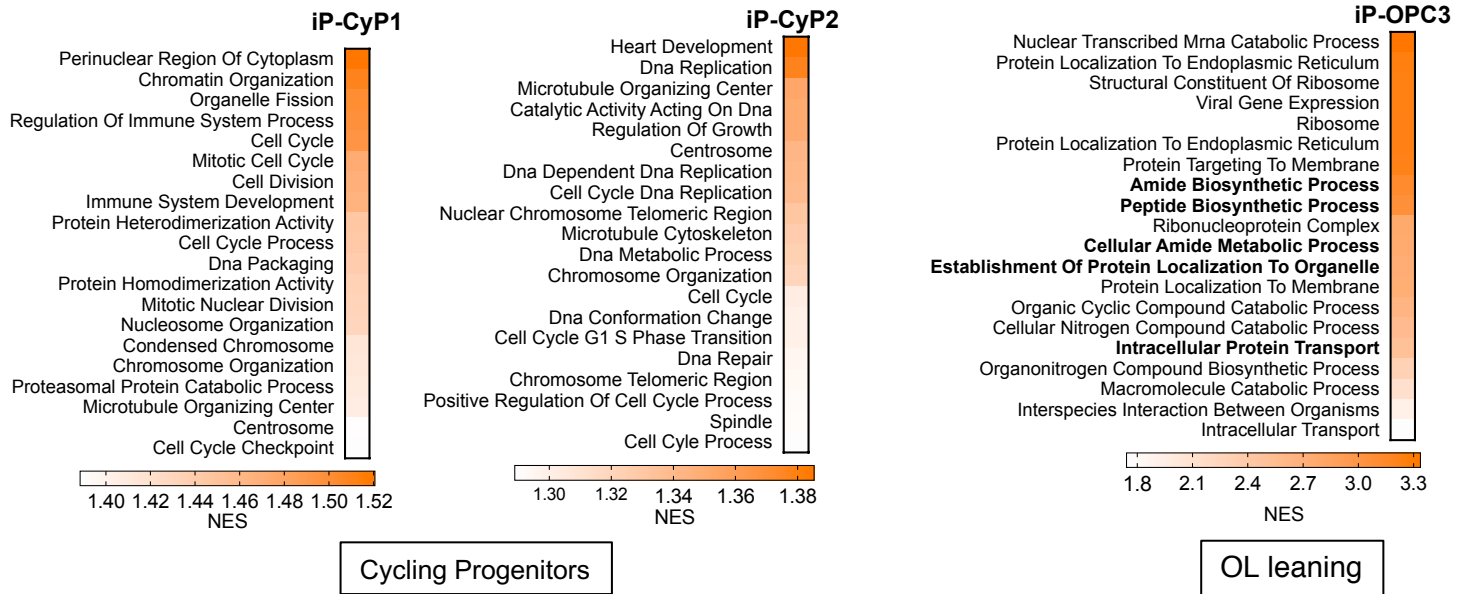 iP-CyP1
Perinuclear Region Of Cytoplasm
Chromatin Organization
Organelle Fission
Regulation Of Immune System Process
Cell Cycle
Mitotic Cell Cycle
Cell Division
Immune System Development
Protein Heterodimerization Activity
Cell Cycle Process
Dna Packaging
Protein Homodimerization Activity
Mitotic Nuclear Division
Nucleosome Organization
Condensed Chromosome
Chromosome Organization
Proteasomal Protein Catabolic Process
Microtubule Organizing Center
Centrosome
Cell Cycle Checkpoint
1.40 1.42 1.44 1.46 1.48 1.50 1.52
NES
iP-CyP2
Heart Development
Dna Replication
Microtubule Organizing Center
Catalytic Activity Acting On Dna
Regulation Of Growth
Centrosome
Dna Dependent Dna Replication
Cell Cycle Dna Replication
Nuclear Chromosome Telomeric Region
Microtubule Cytoskeleton
Dna Metabolic Process
Chromosome Organization
Cell Cycle
Dna Conformation Change
Cell Cycle G1 S Phase Transition
Dna Repair
Chromosome Telomeric Region
Positive Regulation Of Cell Cycle Process
Spindle
Cell Cyle Process
1.30 1.32 1.34 1.36 1.38
NES
Cycling Progenitors
iP-OPC3
Nuclear Transcribed Mrna Catabolic Process
Protein Localization To Endoplasmic Reticulum
Structural Constituent Of Ribosome
Viral Gene Expression
Ribosome
Protein Localization To Endoplasmic Reticulum
Protein Targeting To Membrane
Amide Biosynthetic Process
Peptide Biosynthetic Process
Ribonucleoprotein Complex
Cellular Amide Metabolic Process
Establishment Of Protein Localization To Organelle
Protein Localization To Membrane
Organic Cyclic Compound Catabolic Process
Cellular Nitrogen Compound Catabolic Process
Intracellular Protein Transport
Organonitrogen Compound Biosynthetic Process
Macromolecule Catabolic Process
Interspecies Interaction Between Organisms
Intracellular Transport
1.8 2.1 2.4 2.7 3.0 3.3
NES
OL leaning